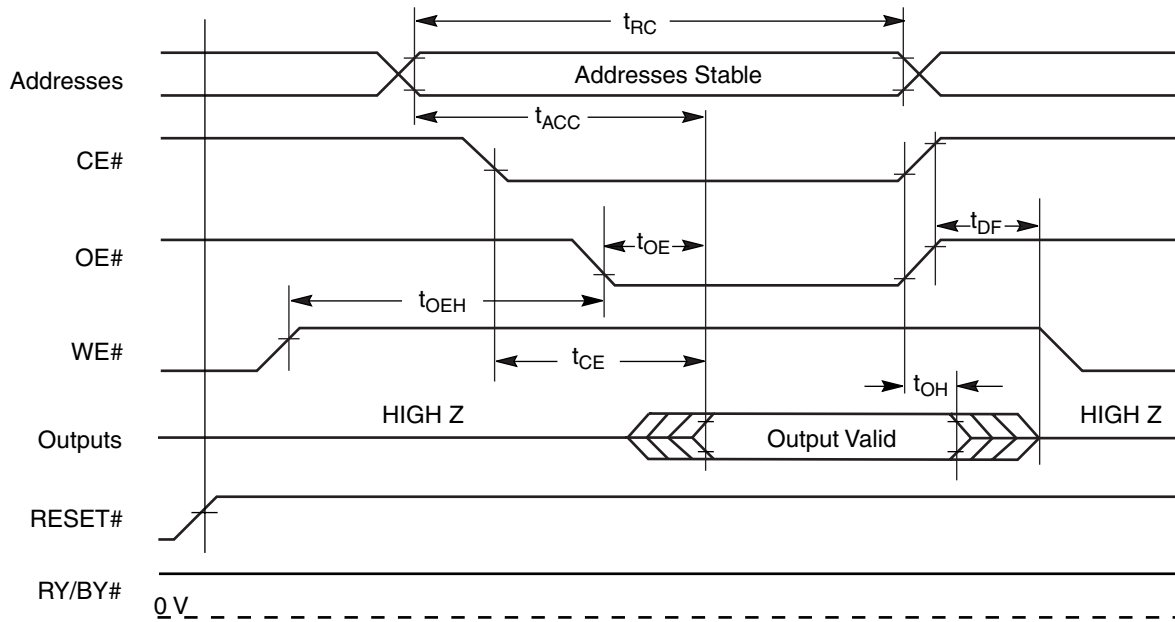 tRC
Addresses
Addresses Stable
tACC
CE#
tDF
OE#
tOE
tOEH
WE#
tCE
tOH
HIGH Z
HIGH Z
Outputs
Output Valid
RESET#
RY/BY#
0 V